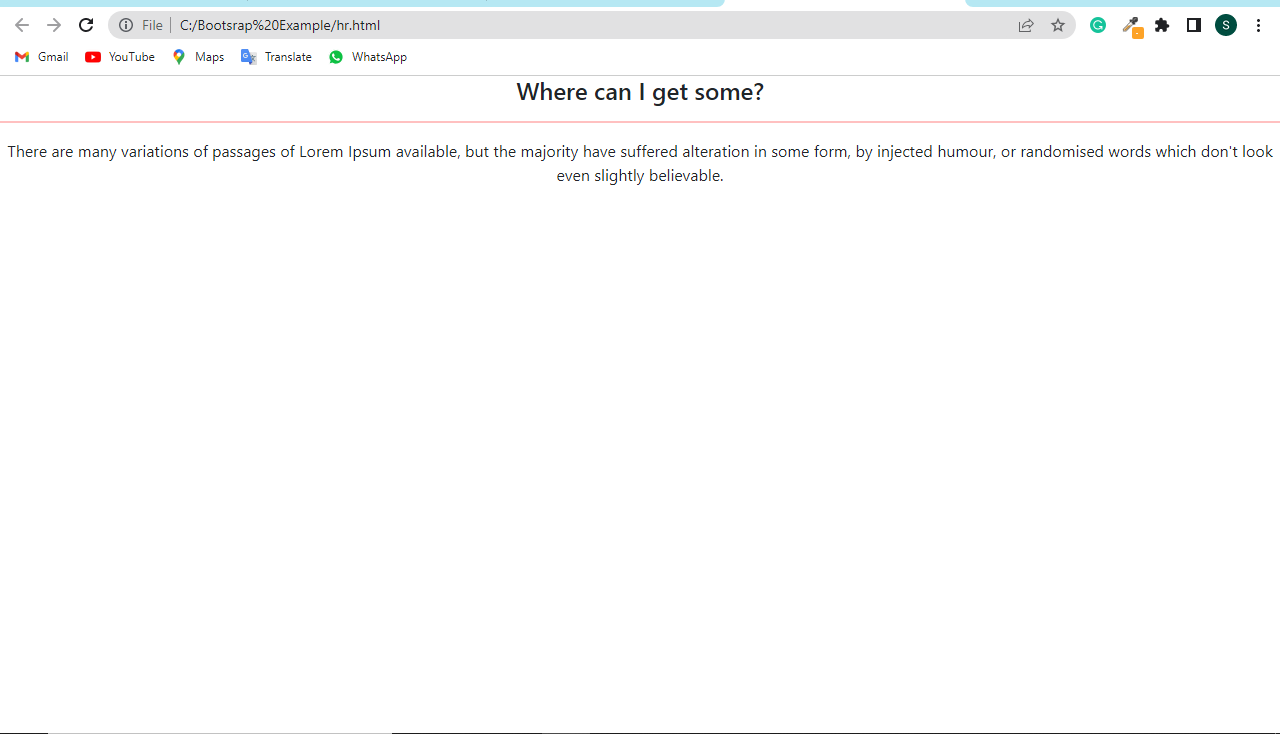 File C:/Bootsrap%20Example/hr.html
Gmail YouTube Maps Translate WhatsApp
S
Where can I get some?
There are many variations of passages of Lorem Ipsum available, but the majority have suffered alteration in some form, by injected humour, or randomised words which don't look
even slightly believable.